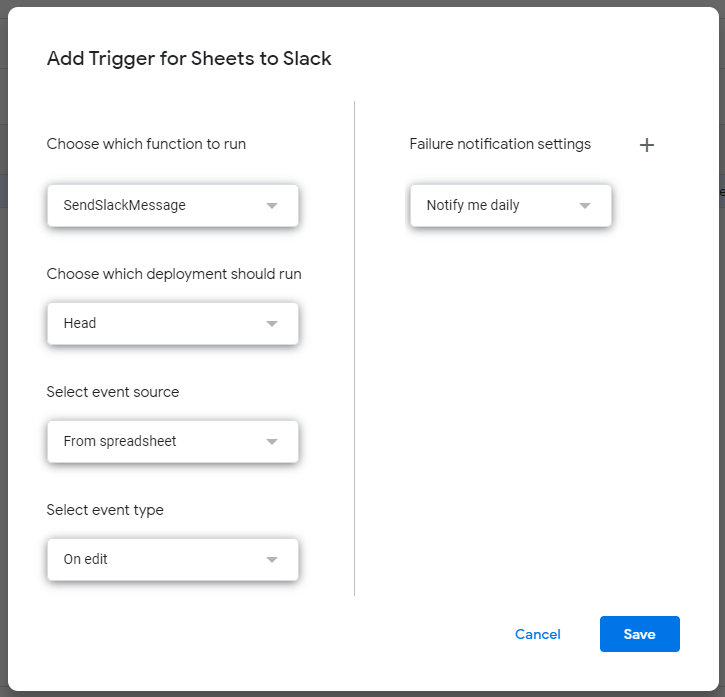 Add Trigger for Sheets to Slack
Choose which function to run
SendSlackMessage
Choose which deployment should run
Head
Select event source
From spreadsheet
Select event type
On edit
Failure notification settings
Notify me daily
Cancel
Save